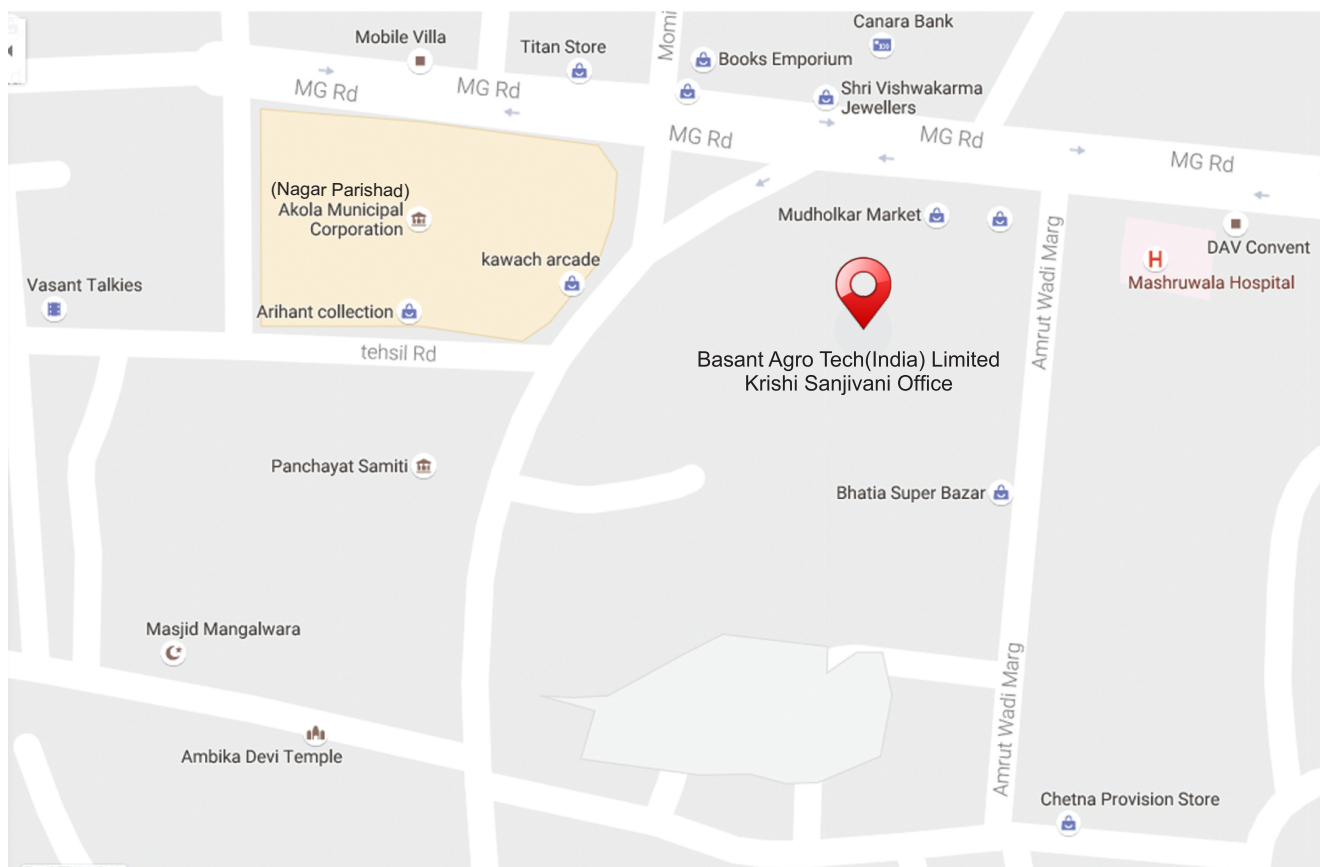 Canara Bank
Mobile Villa
Titan Store
Books Emporium
Shri Vishwakarma
Jewellers
MG Rd
MG Rd
MG Rd
MG Rd
MG Rd
(Nagar Parishad)
Akola Municipal
Corporation
Mudholkar Market
DAV Convent
kawach arcade
Mashruwala Hospital
H
Vasant Talkies
Arihant collection
Amrut Wadi Marg
tehsil Rd
Basant Agro Tech(India) Limited
Krishi Sanjivani Office
Panchayat Samiti
Bhatia Super Bazar
Masjid Mangalwara
Amrut Wadi Marg
Ambika Devi Temple
Chetna Provision Store